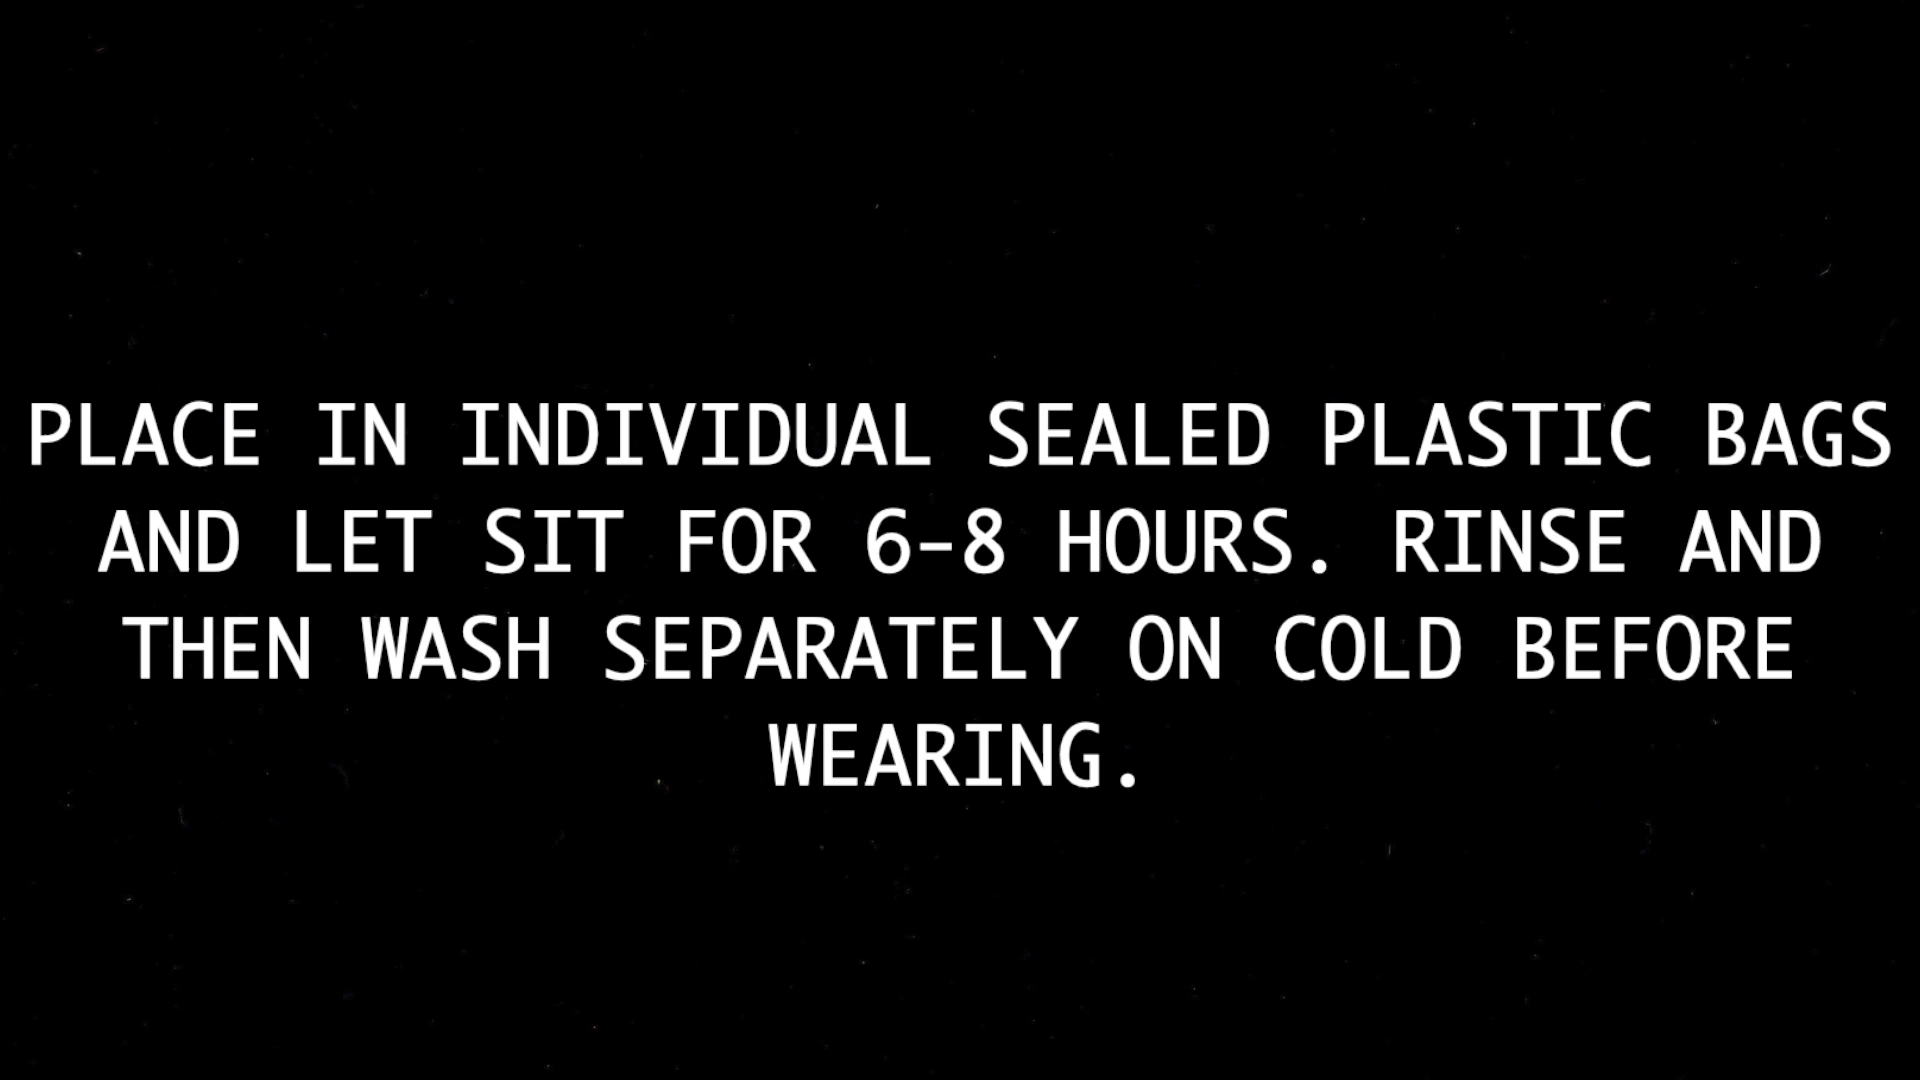 PLACE IN INDIVIDUAL SEALED PLASTIC BAGS
AND LET SIT FOR 6-8 HOURS. RINSE AND
THEN WASH SEPARATELY ON COLD BEFORE
WEARING.